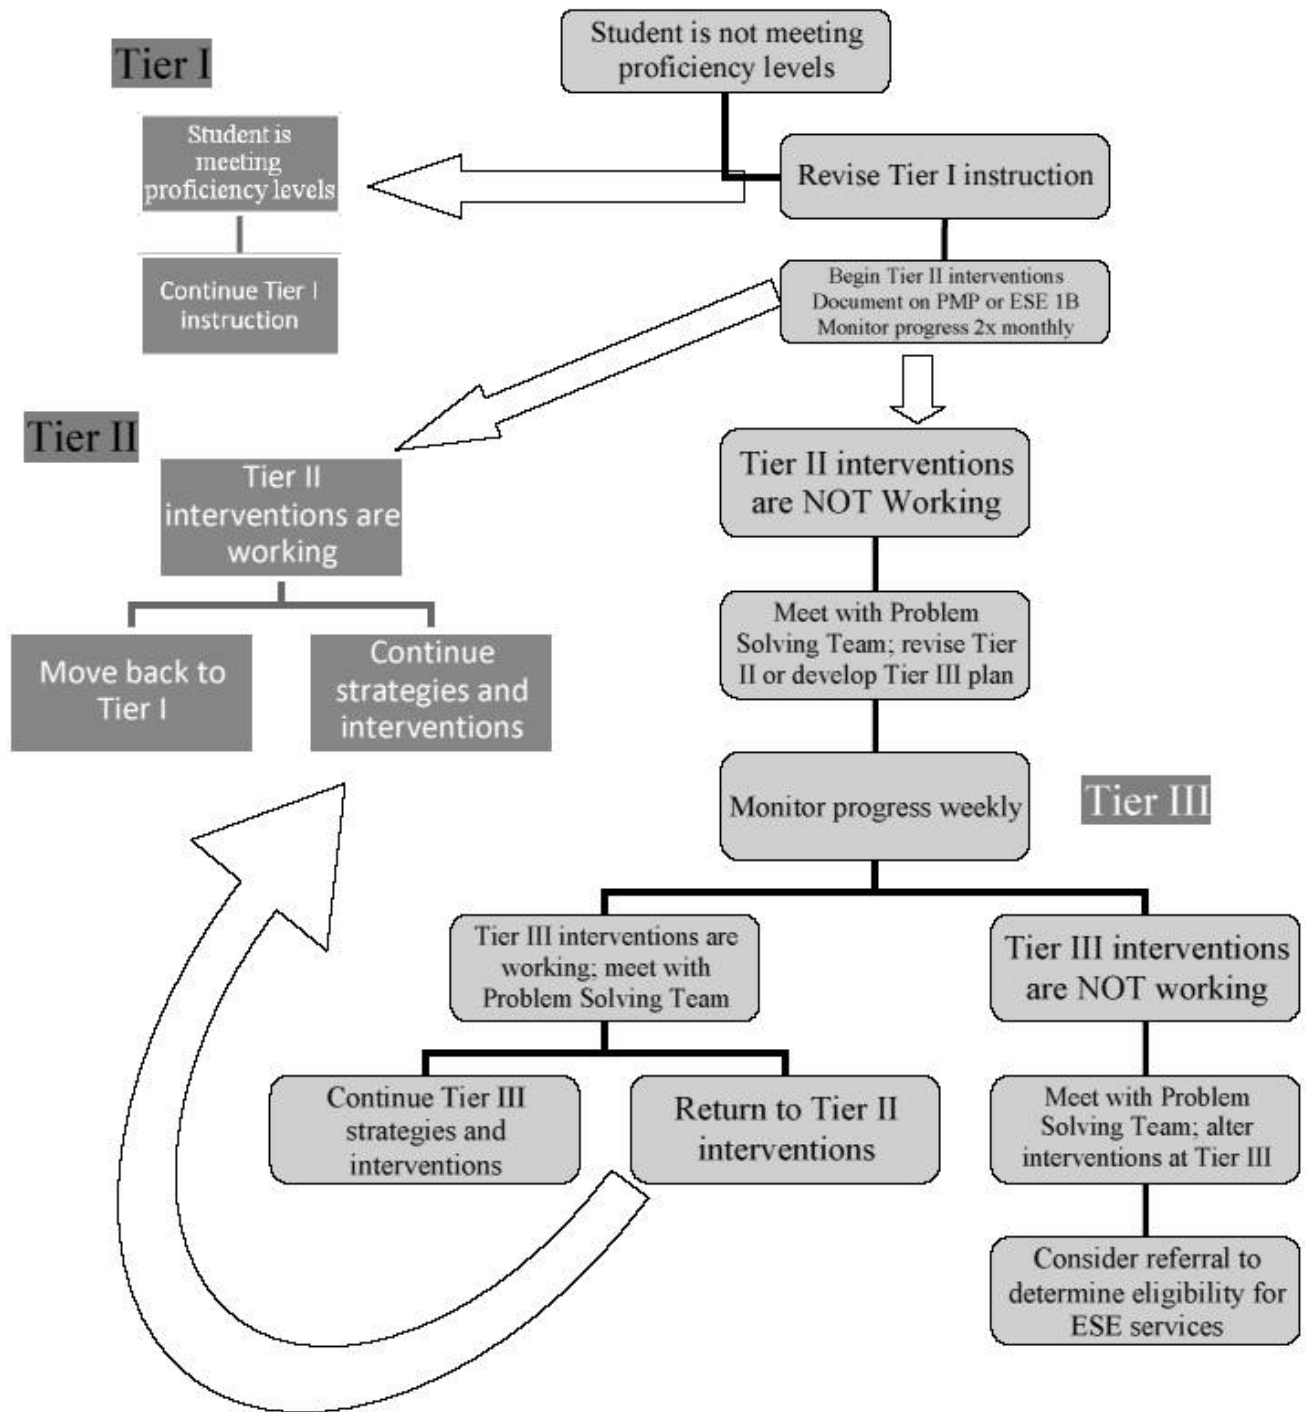 Student is not meeting
proficiency levels
Tier I
Student is
meeting
proficiency levels
Revise Tier I instruction
Continue Tier I
instruction
Begin Tier II interventions
Document on PMP or ESE 1B
Monitor progress 2x monthly
Tier II
Tier II
interventions are
working
Tier II interventions
are NOT Working
Move back to
Tier I
Continue
strategies and
interventions
Meet with Problem
Solving Team; revise Tier
II or develop Tier III plan
Monitor progress weekly
Tier III
Tier III interventions are
working; meet with
Problem Solving Team
Tier III interventions
are NOT working
Continue Tier III
strategies and
interventions
Return to Tier II
interventions
Meet with Problem
Solving Team; alter
interventions at Tier III
Consider referral to
determine eligibility for
ESE services